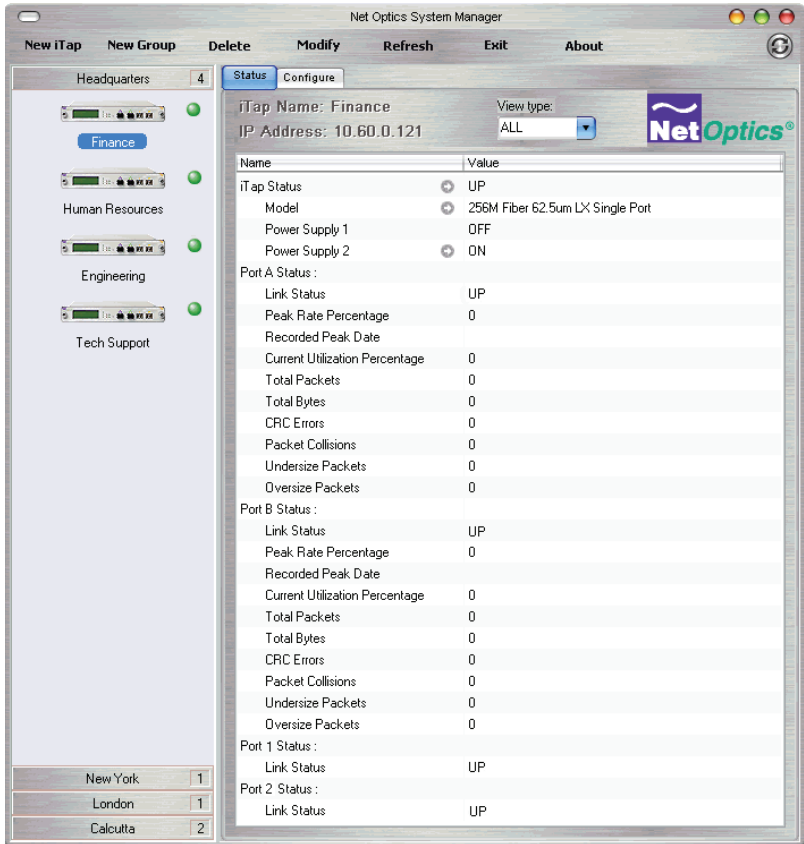 Net Optics System Manager
New iTap New Group Delete Modify Refresh Exit About
Headquarters 4
Finance
Human Resources
Engineering
Tech Support
New York 1
London 1
Calcutta 2
Status Configure
iTap Name: Finance
IP Address: 10.60.0.121
View type:
ALL
Net Optics®
Name Value
iTap Status UP
Model 256M Fiber 62.5um LX Single Port
Power Supply 1 OFF
Power Supply 2 ON
Port A Status :
Link Status UP
Peak Rate Percentage 0
Recorded Peak Date
Current Utilization Percentage 0
Total Packets 0
Total Bytes 0
CRC Errors 0
Packet Collisions 0
Undersize Packets 0
Oversize Packets 0
Port B Status :
Link Status UP
Peak Rate Percentage 0
Recorded Peak Date
Current Utilization Percentage 0
Total Packets 0
Total Bytes 0
CRC Errors 0
Packet Collisions 0
Undersize Packets 0
Oversize Packets 0
Port 1 Status :
Link Status UP
Port 2 Status :
Link Status UP